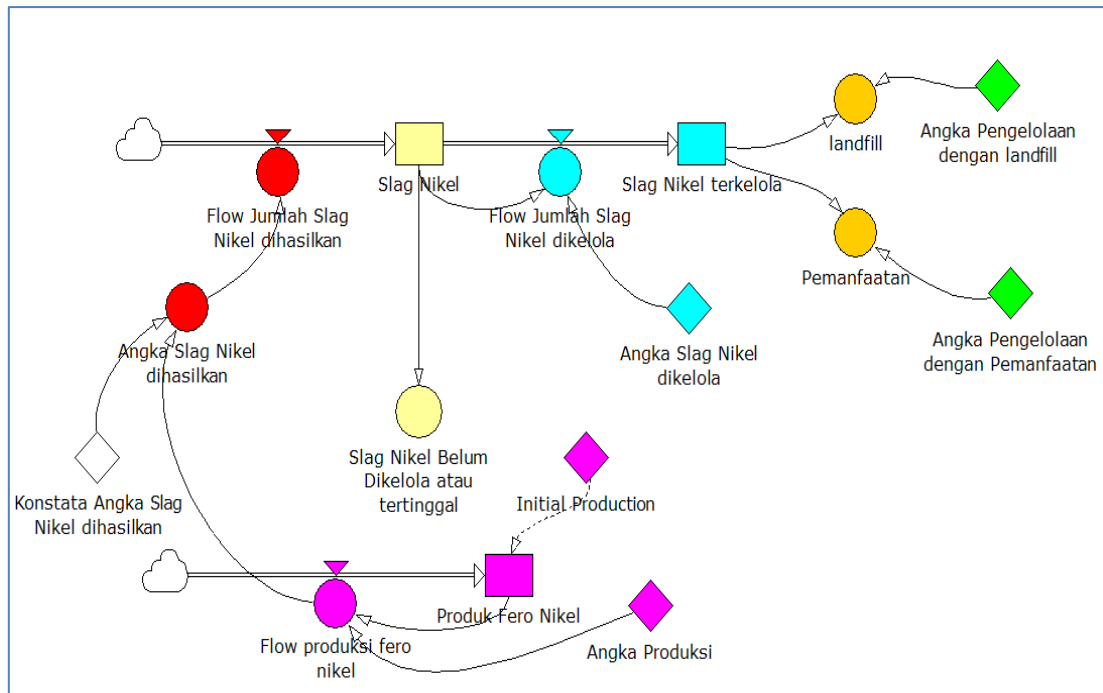 landfill
Angka Pengelolaan
dengan landfill
Slag Nikel
Slag Nikel terkelola
Flow Jumlah Slag
Nikel dihasilkan
Flow Jumlah Slag
Nikel dikelola
Pemanfaatan
Angka Slag Nikel
dihasilkan
Angka Slag Nikel
dikelola
Angka Pengelolaan
dengan Pemanfaatan
Slag Nikel Belum
Dikelola atau
tertinggal
Konstata Angka Slag
Nikel dihasilkan
Initial Production
Produk Fero Nikel
Flow produksi fero
nikel
Angka Produksi